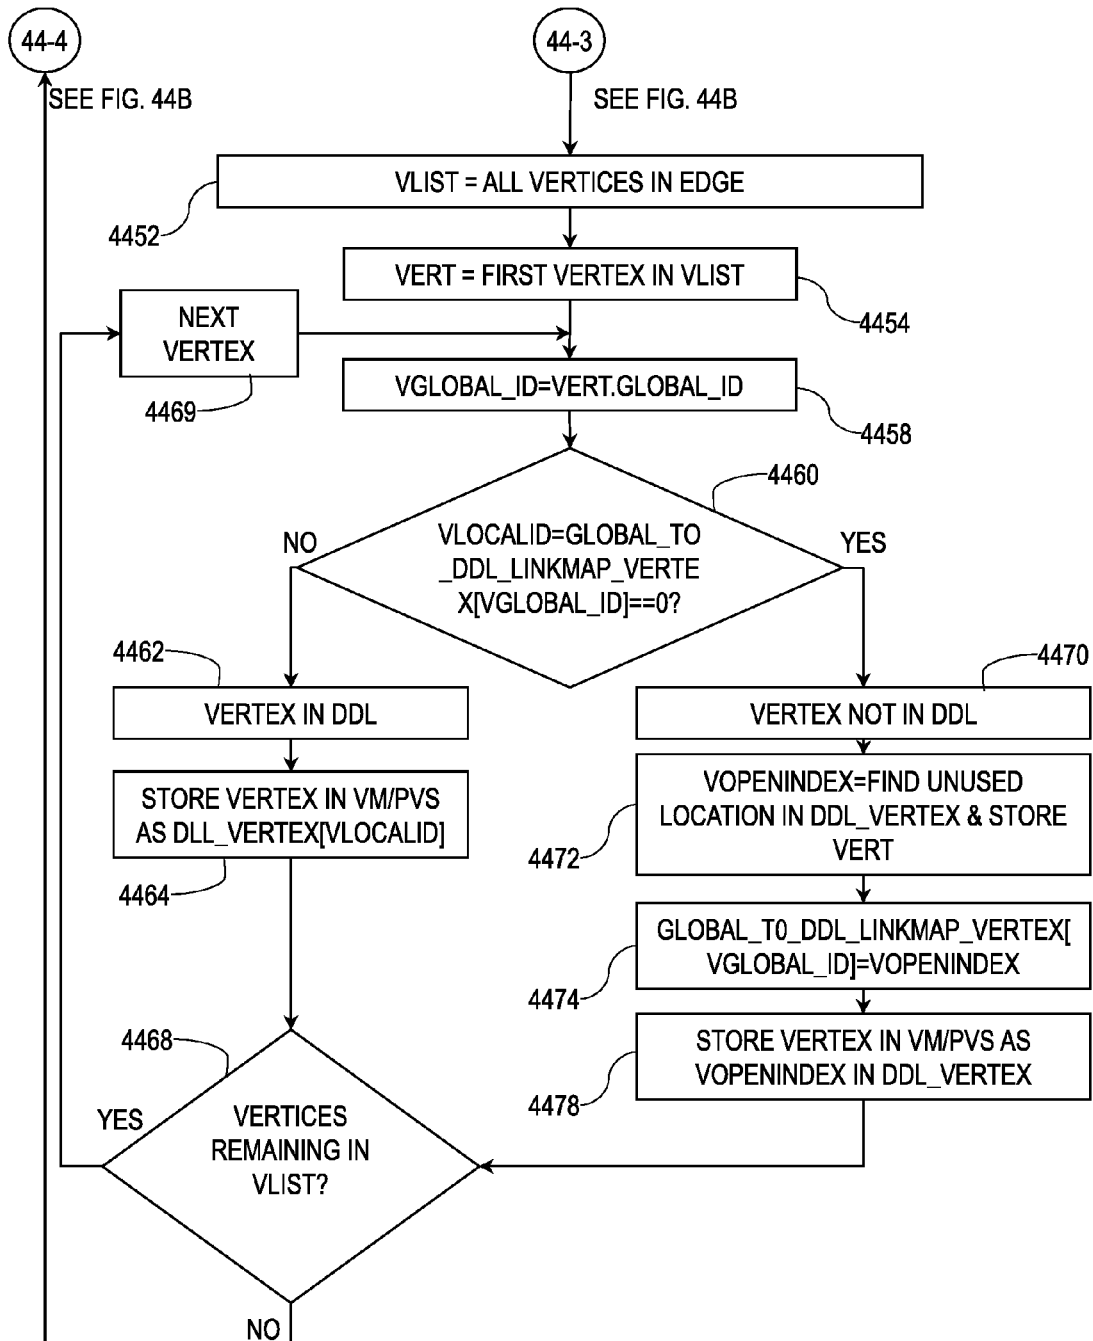 44-4
44-3
SEE FIG. 44B
SEE FIG. 44B
VLIST = ALL VERTICES IN EDGE
4452
VERT = FIRST VERTEX IN VLIST
4454
NEXT
VERTEX
4469
VGLOBAL_ID=VERT.GLOBAL_ID
4458
4460
NO
VLOCALID=GLOBAL_TO
_DDL_LINKMAP_VERTE
X[VGLOBAL_ID]==0?
YES
4462
VERTEX IN DDL
4470
VERTEX NOT IN DDL
STORE VERTEX IN VM/PVS
AS DLL_VERTEX[VLOCALID]
4464
VOPENINDEX=FIND UNUSED
LOCATION IN DDL_VERTEX & STORE
VERT
4472
GLOBAL_T0_DDL_LINKMAP_VERTEX[
VGLOBAL_ID]=VOPENINDEX
4474
STORE VERTEX IN VM/PVS AS
VOPENINDEX IN DDL_VERTEX
4478
4468
YES
VERTICES
REMAINING IN
VLIST?
NO